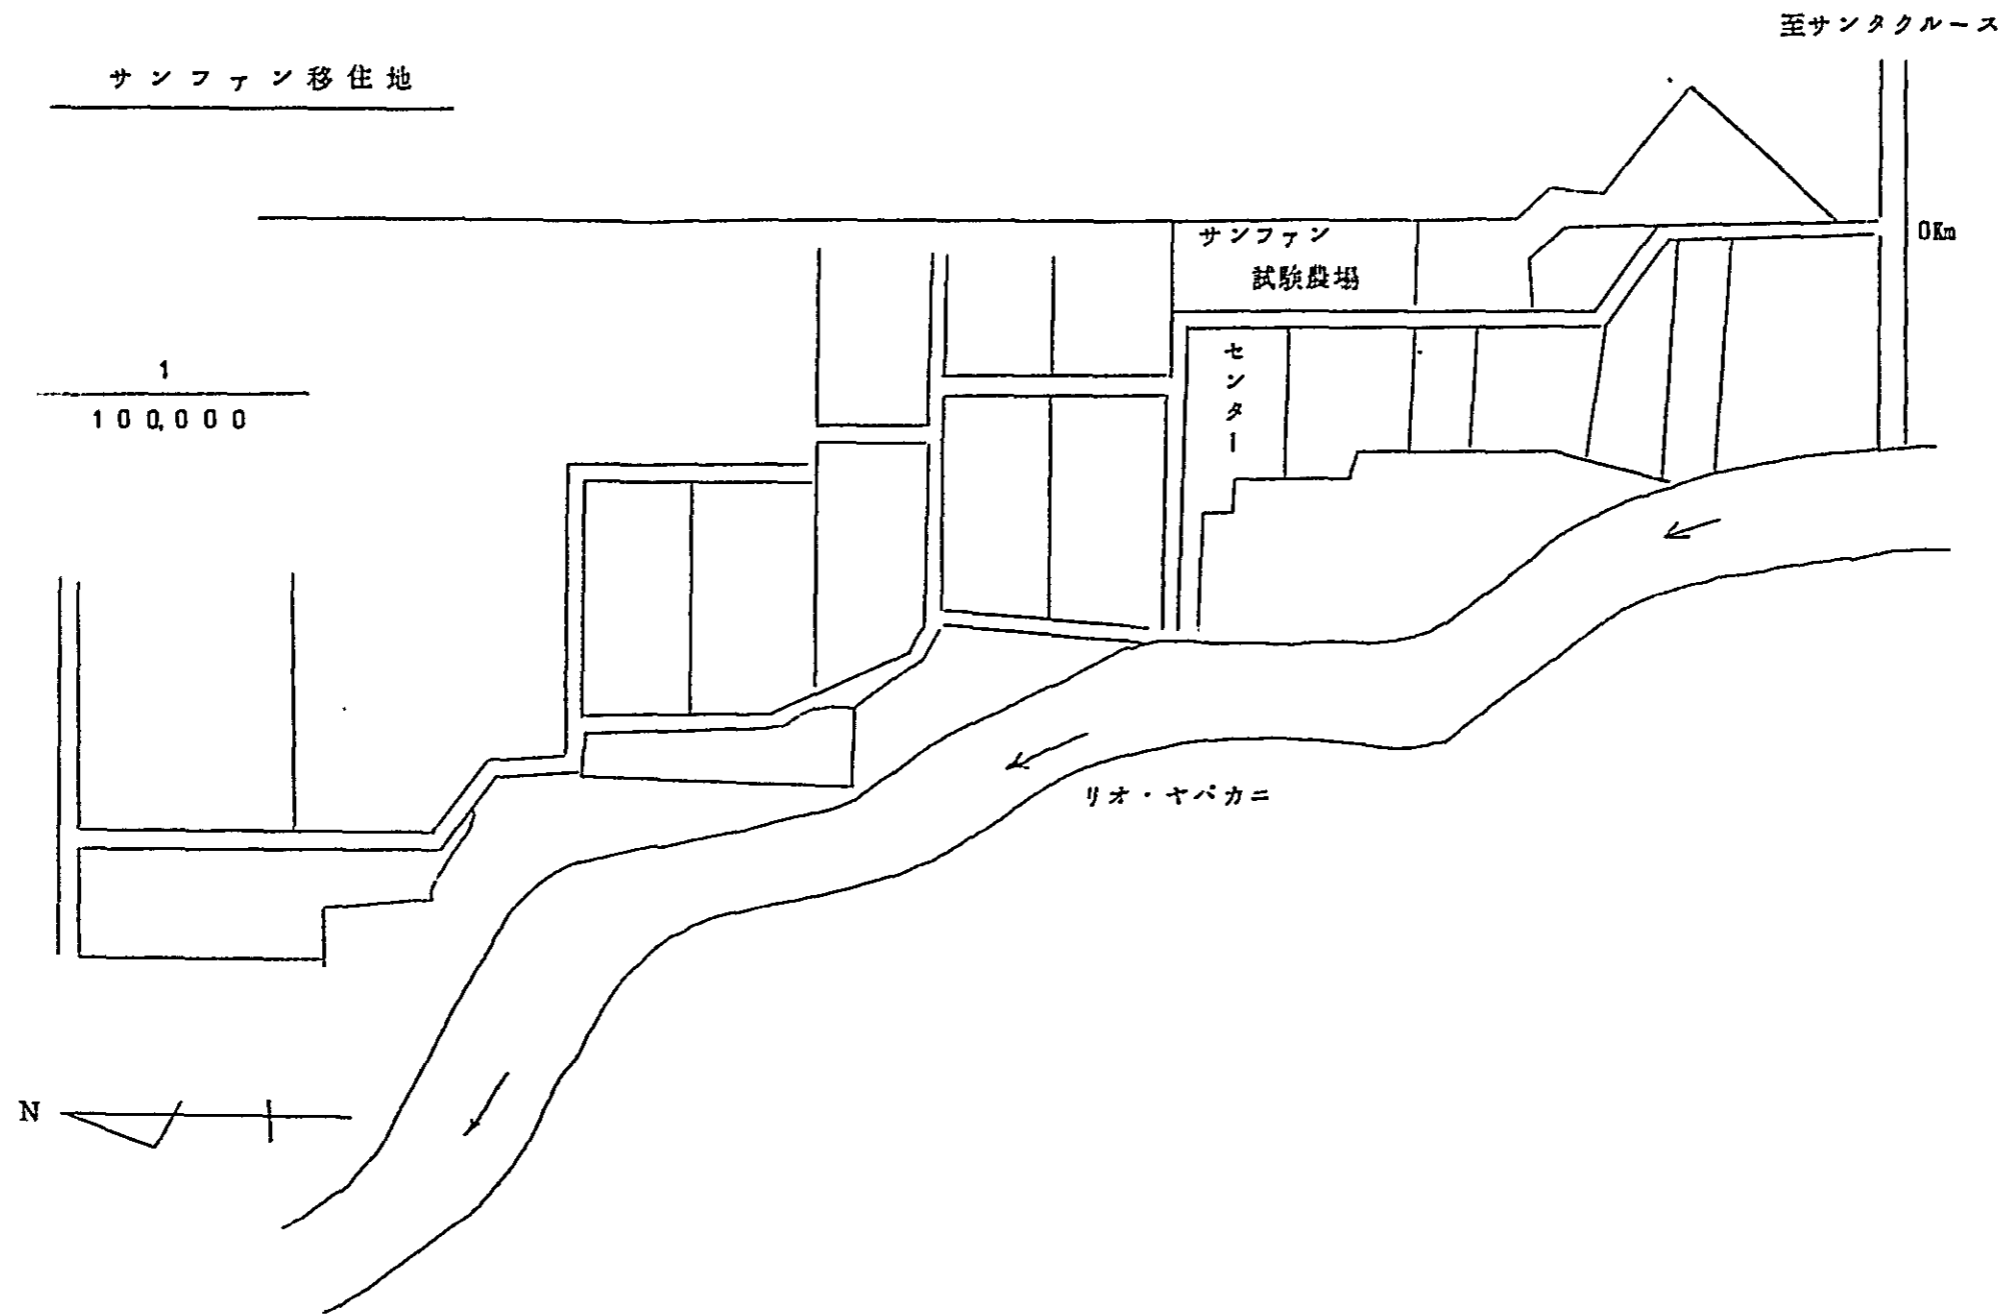 至サンタクルース
サンファン移住地
0Km
サンファン
試験農場
センター
1
100,000
リオ・ヤパカニ
N